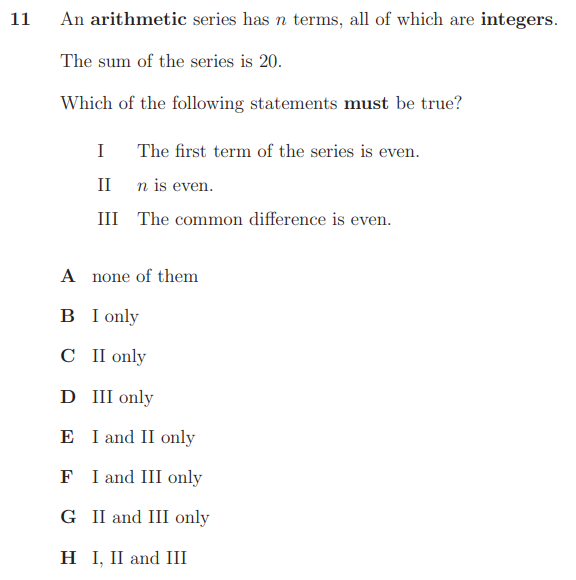 11 An arithmetic series has n terms, all of which are integers.
The sum of the series is 20.
Which of the following statements must be true?
I The first term of the series is even.
II n is even.
III The common difference is even.
A none of them
B I only
C II only
D III only
E I and II only
F I and III only
G II and III only
H I, II and III